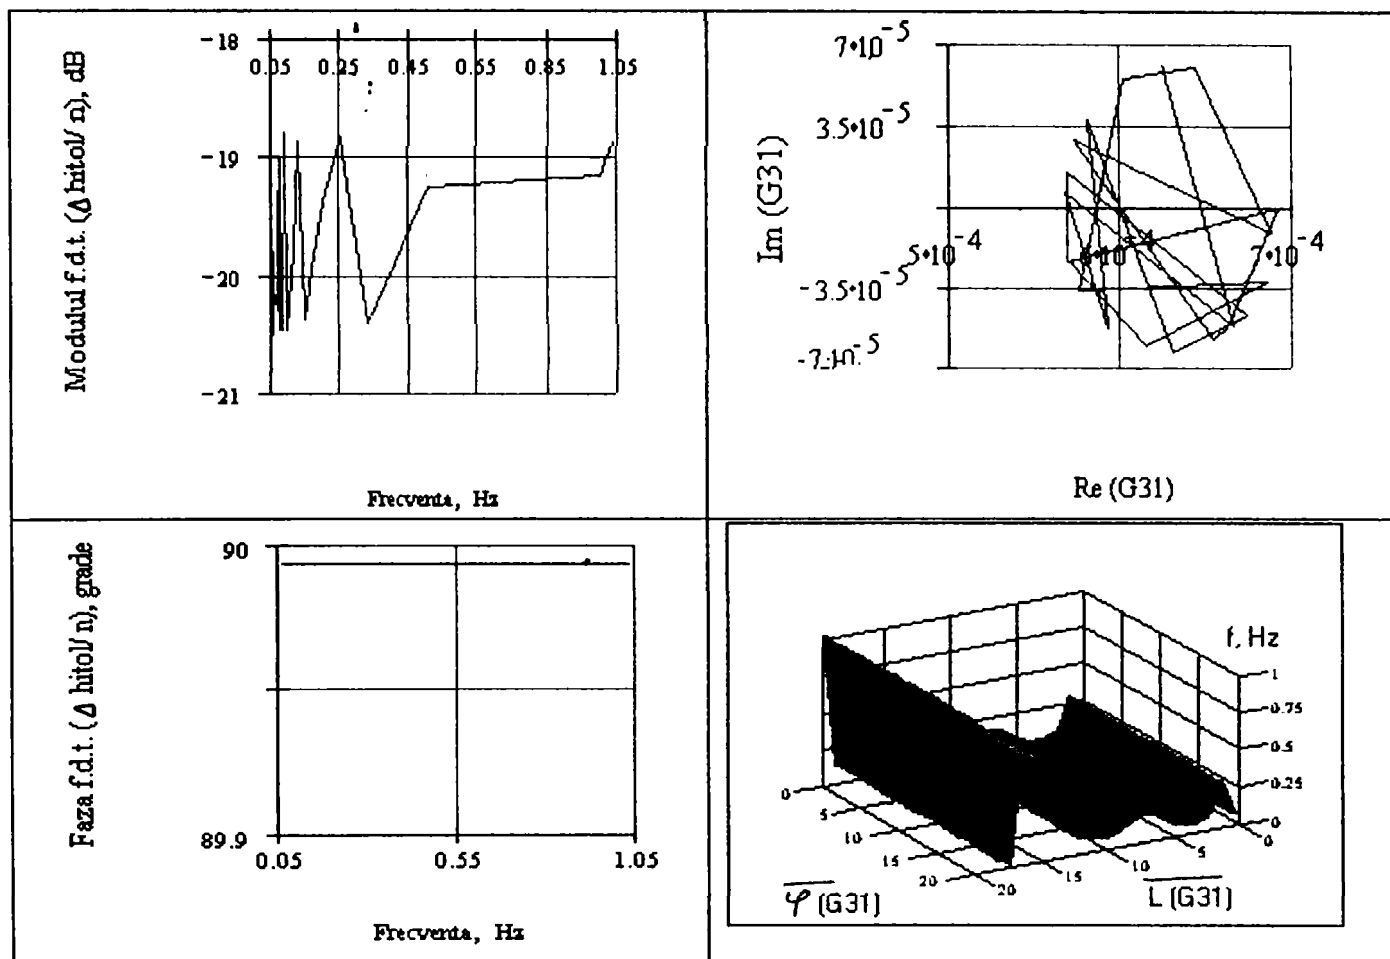 Modulul f.d.t. (Δ hitol/ n), dB
-18
0.05 0.25 0.45 0.65 0.85 1.05
-19
-20
-21
Frecventa, Hz
Im (G31)
7•10^-5
3.5•10^-5
5•10^-4
7•10^-4
-3.5•10^-5
-7•10^-5
Re (G31)
Faza f.d.t. (Δ hitol/ n), grade
90
89.9
0.05 0.55 1.05
Frecventa, Hz
f, Hz
1
0.75
0.5
0.25
0
0 5 10 15 20
20 15 10 5 0
φ (G31)
L (G31)